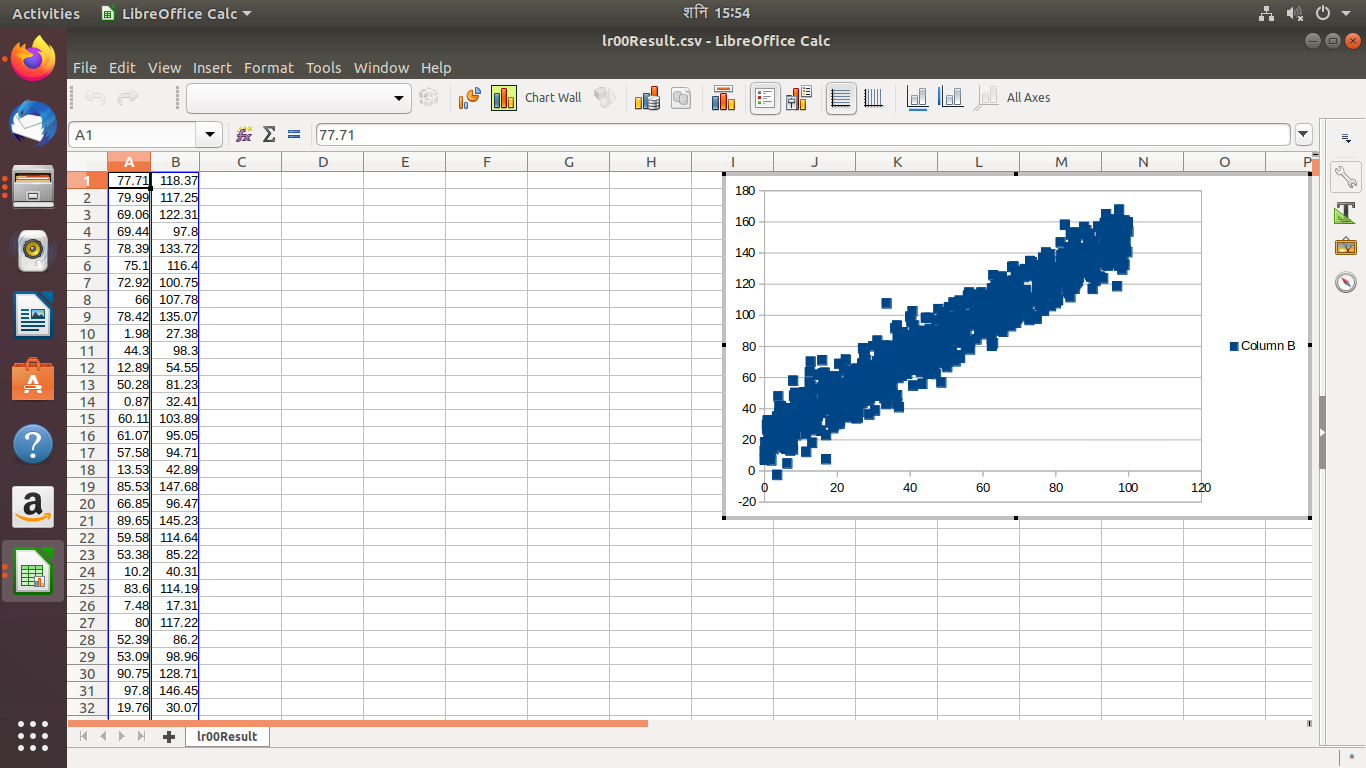 Activities LibreOffice Calc शनि 15:54
lr00Result.csv - LibreOffice Calc
File Edit View Insert Format Tools Window Help
Chart Wall All Axes
A1 77.71
A B C D E F G H I J K L M N O P
1 77.71 118.37
2 79.99 117.25
3 69.06 122.31
4 69.44 97.8
5 78.39 133.72
6 75.1 116.4
7 72.92 100.75
8 66 107.78
9 78.42 135.07
10 1.98 27.38
11 44.3 98.3
12 12.89 54.55
13 50.28 81.23
14 0.87 32.41
15 60.11 103.89
16 61.07 95.05
17 57.58 94.71
18 13.53 42.89
19 85.53 147.68
20 66.85 96.47
21 89.65 145.23
22 59.58 114.64
23 53.38 85.22
24 10.2 40.31
25 83.6 114.19
26 7.48 17.31
27 80 117.22
28 52.39 86.2
29 53.09 98.96
30 90.75 128.71
31 97.8 146.45
32 19.76 30.07
180
160
140
120
100
80
60
40
20
0
-20
0 20 40 60 80 100 120
Column B
lr00Result